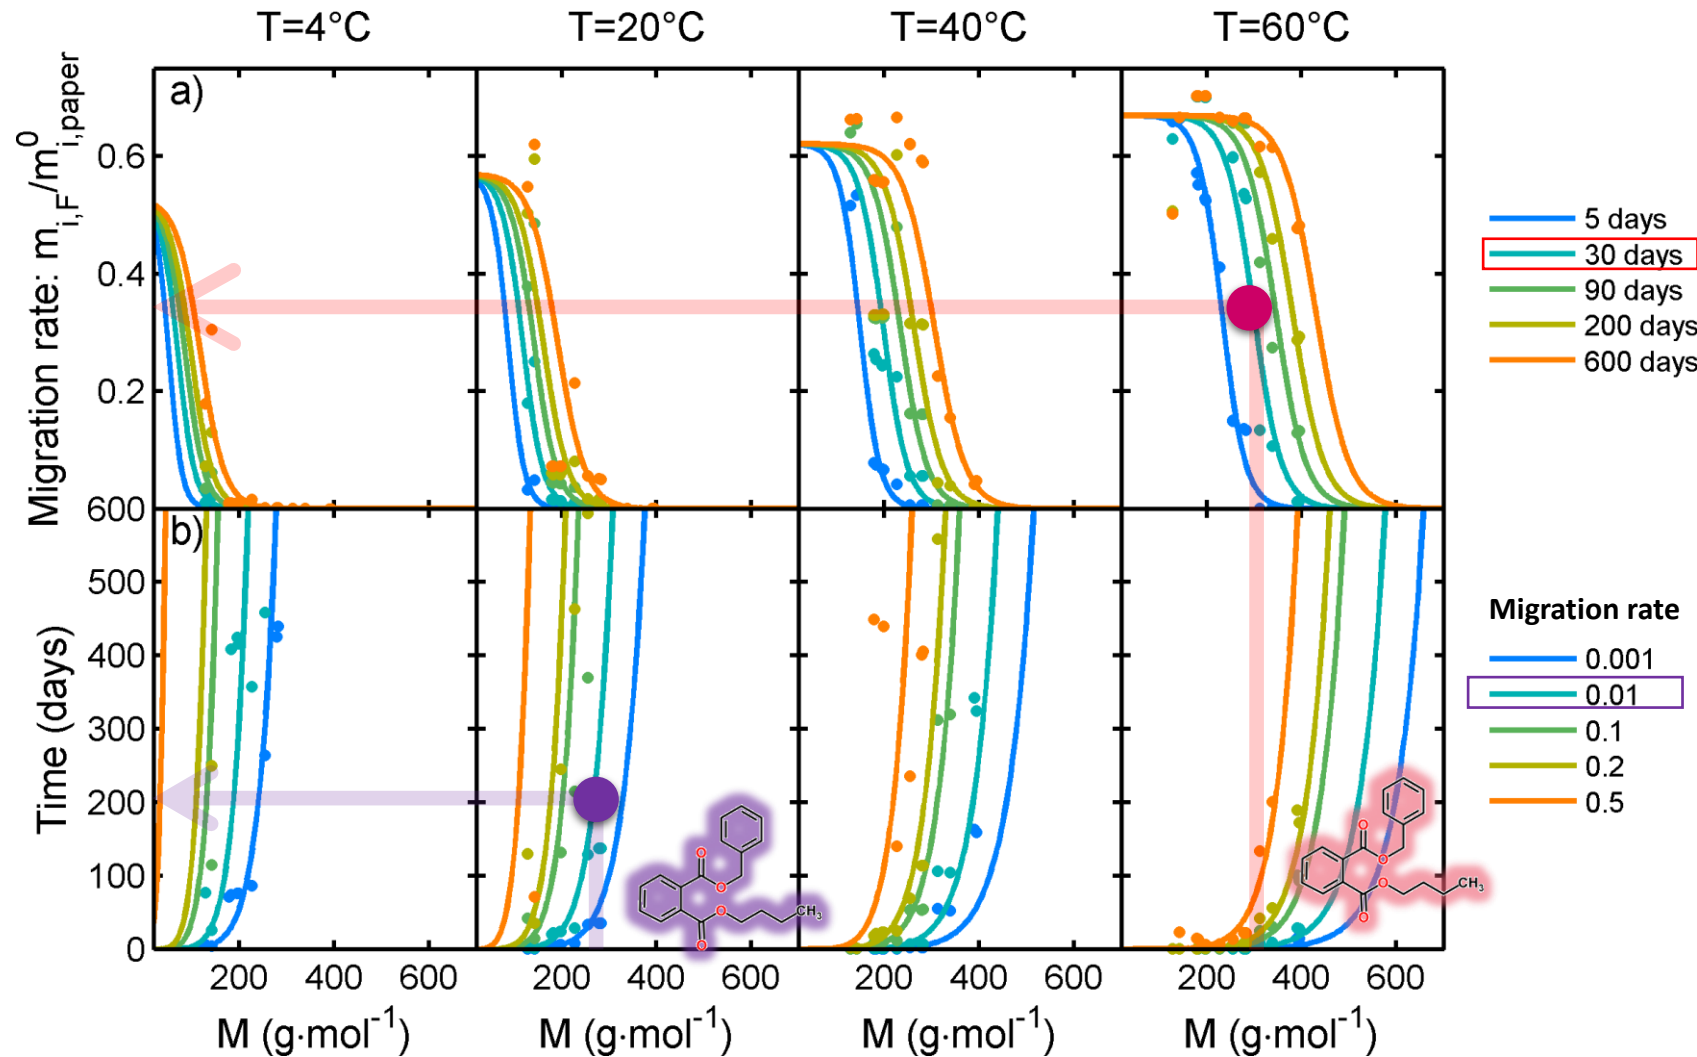 T=4°C T=20°C T=40°C T=60°C
a)
Migration rate: m_{i,F}/m^0_{i,paper}
0.6
0.4
0.2
5 days
30 days
90 days
200 days
600 days
b)
Time (days)
600
500
400
300
200
100
0
Migration rate
0.001
0.01
0.1
0.2
0.5
O
O
O
O
CH₃
O
O
O
O
CH₃
200 400 600 200 400 600 200 400 600 200 400 600
M (g·mol⁻¹) M (g·mol⁻¹) M (g·mol⁻¹) M (g·mol⁻¹)